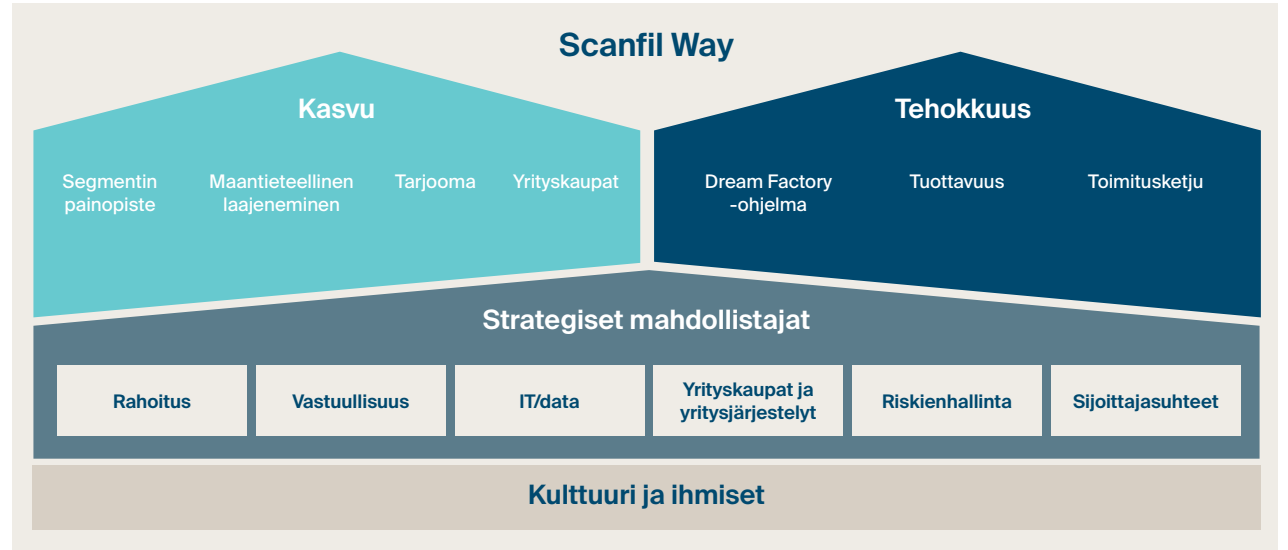 Scanfil Way
Kasvu
Segmentin
painopiste
Maantieteellinen
laajeneminen
Tarjooma
Yrityskaupat
Tehokkuus
Dream Factory
-ohjelma
Tuottavuus
Toimitusketju
Strategiset mahdollistajat
Rahoitus
Vastuullisuus
IT/data
Yrityskaupat ja
yritysjärjestelyt
Riskienhallinta
Sijoittajasuhteet
Kulttuuri ja ihmiset